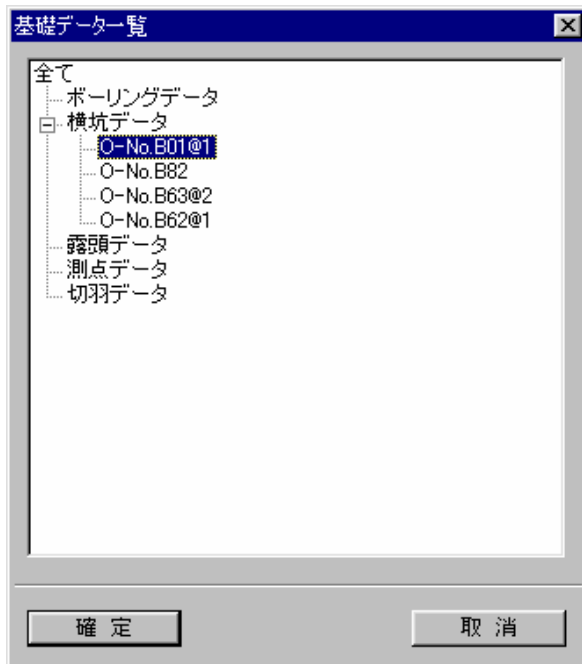 基礎データ一覧
全て
ボーリングデータ
横坑データ
O-No.B01@1
O-No.B82
O-No.B63@2
O-No.B62@1
露頭データ
測点データ
切羽データ
確 定
取 消